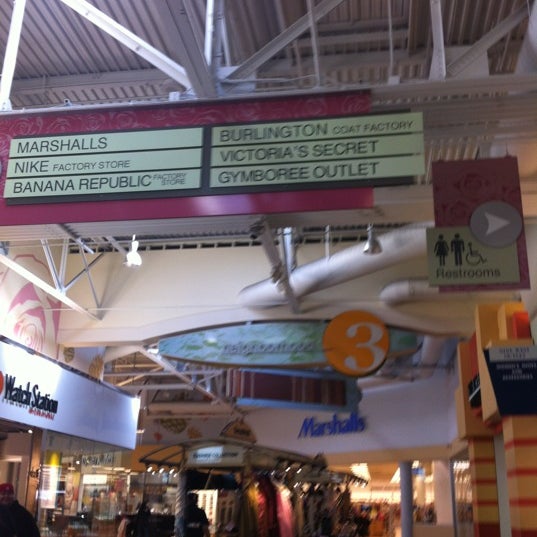 MARSHALLS
NIKE FACTORY STORE
BANANA REPUBLIC FACTORY STORE
BURLINGTON COAT FACTORY
VICTORIA'S SECRET
GYMBOREE OUTLET
Restrooms
neighborhood 3
Watch Station
Marshalls